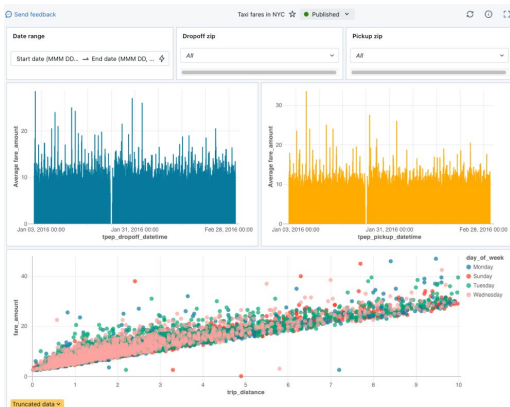 Send feedback
Taxi fares in NYC
Published
Date range
Start date (MMM DD... → End date (MMM DD, ...
Dropoff zip
All
Pickup zip
All
Average fare_amount
20
10
0
Jan 03, 2016 00:00
Jan 31, 2016 00:00
Feb 28, 2016 00:00
tpep_dropoff_datetime
Average fare_amount
30
20
10
0
Jan 03, 2016 00:00
Jan 31, 2016 00:00
Feb 28, 2016 00:00
tpep_pickup_datetime
fare_amount
40
20
0
0 1 2 3 4 5 6 7 8 9 10
trip_distance
day_of_week
Monday
Sunday
Tuesday
Wednesday
Truncated data